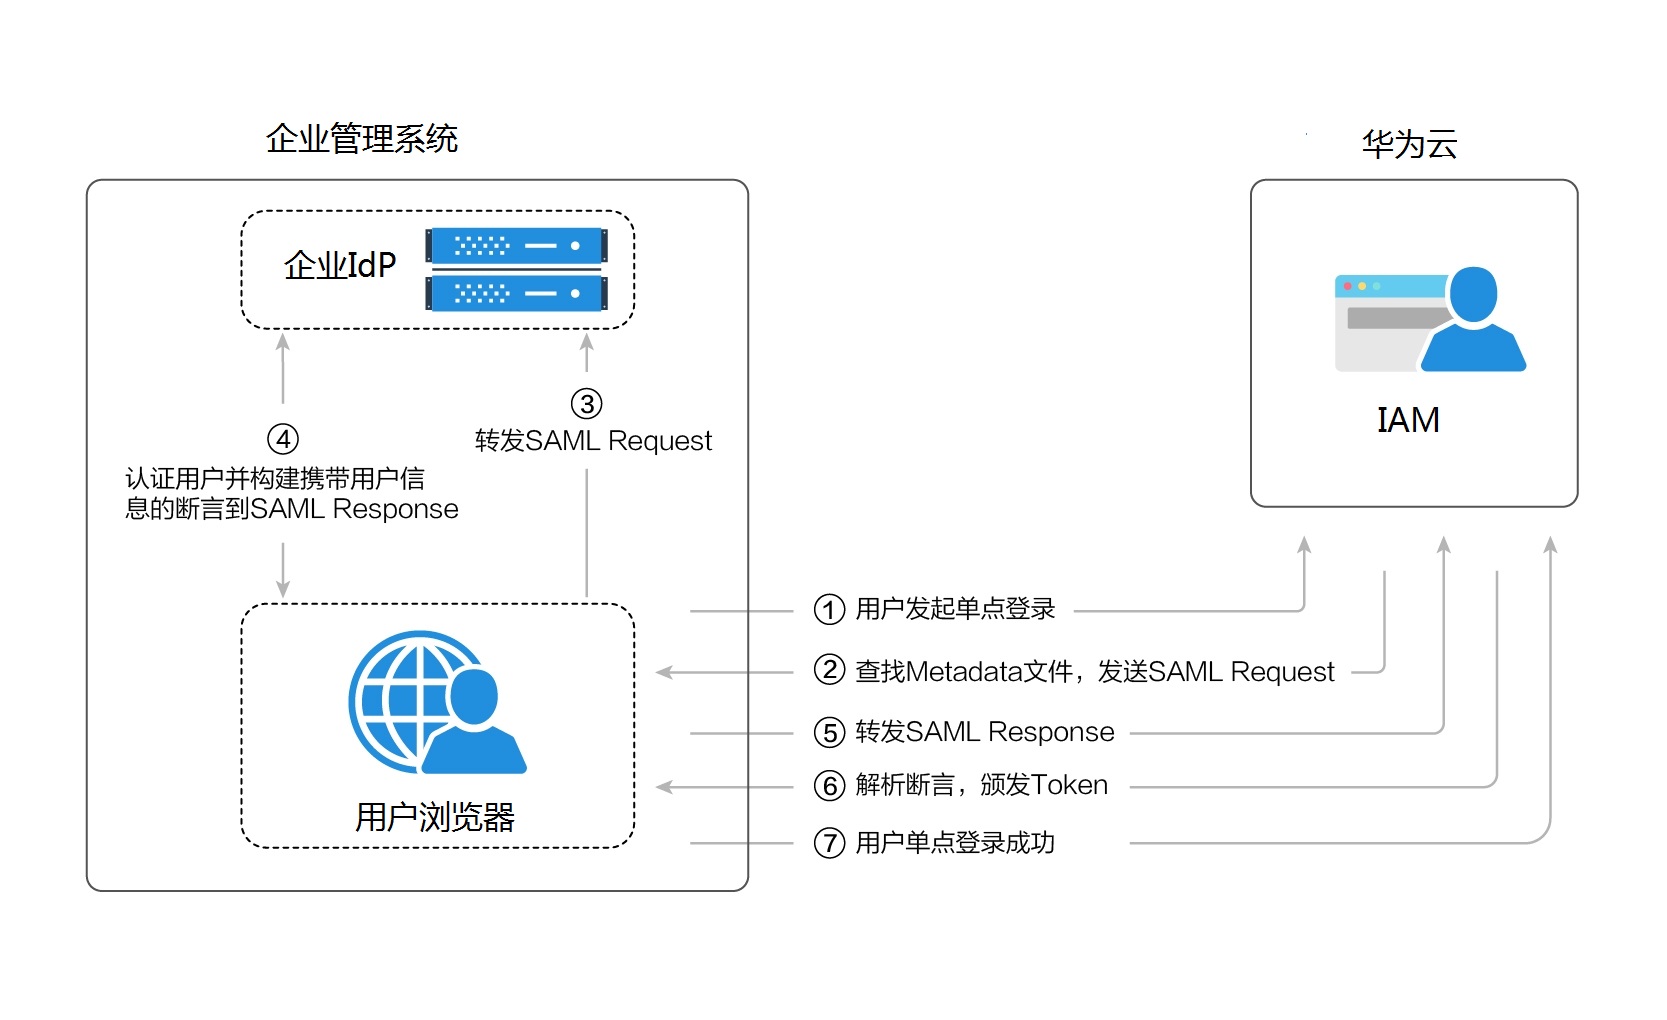 企业管理系统
华为云
企业IdP
IAM
③
转发SAML Request
④
认证用户并构建携带用户信
息的断言到SAML Response
① 用户发起单点登录
② 查找Metadata文件，发送SAML Request
⑤ 转发SAML Response
⑥ 解析断言，颁发Token
⑦ 用户单点登录成功
用户浏览器